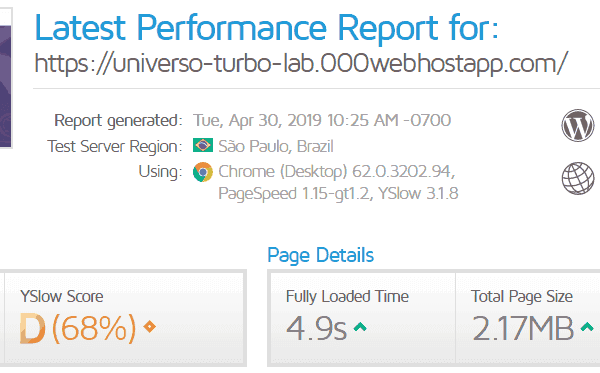 Latest Performance Report for:
https://universo-turbo-lab.000webhostapp.com/
Report generated: Tue, Apr 30, 2019 10:25 AM -0700
Test Server Region: São Paulo, Brazil
Using: Chrome (Desktop) 62.0.3202.94,
PageSpeed 1.15-gt1.2, YSlow 3.1.8
Page Details
YSlow Score
D (68%)
Fully Loaded Time
4.9s
Total Page Size
2.17MB